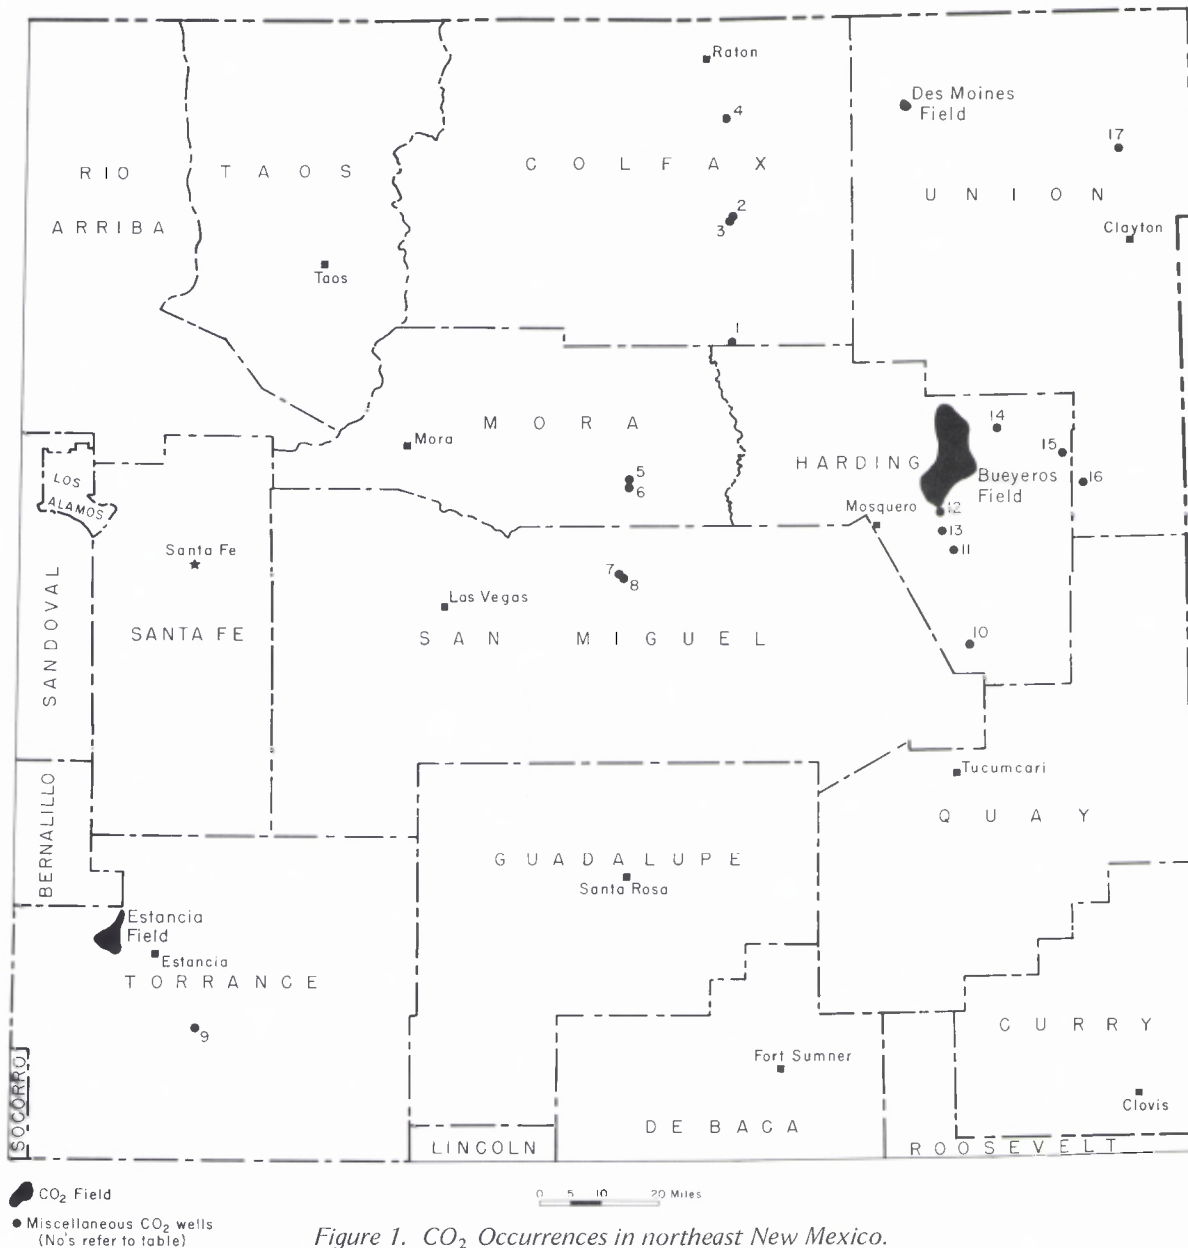 Raton
Des Moines
Field
4
17
RIO
TAOS
COLFAX
UNION
ARRIBA
2
3
Clayton
Taos
1
MORA
14
Mora
15
HARDING
Bueyeros
Field
5
6
16
LOS
ALAMOS
Mosquero
12
13
11
Santa Fe
7
8
Las Vegas
SANDOVAL
SANTA FE
SAN MIGUEL
10
Tucumcari
BERNALILLO
QUAY
GUADALUPE
Santa Rosa
Estancia
Field
Estancia
TORRANCE
9
CURRY
Fort Sumner
SOCORRO
Clovis
DE BACA
LINCOLN
ROOSEVELT
CO₂ Field
0 5 10 20 Miles
Miscellaneous CO₂ wells
(No's refer to table)
Figure 1. CO₂ Occurrences in northeast New Mexico.